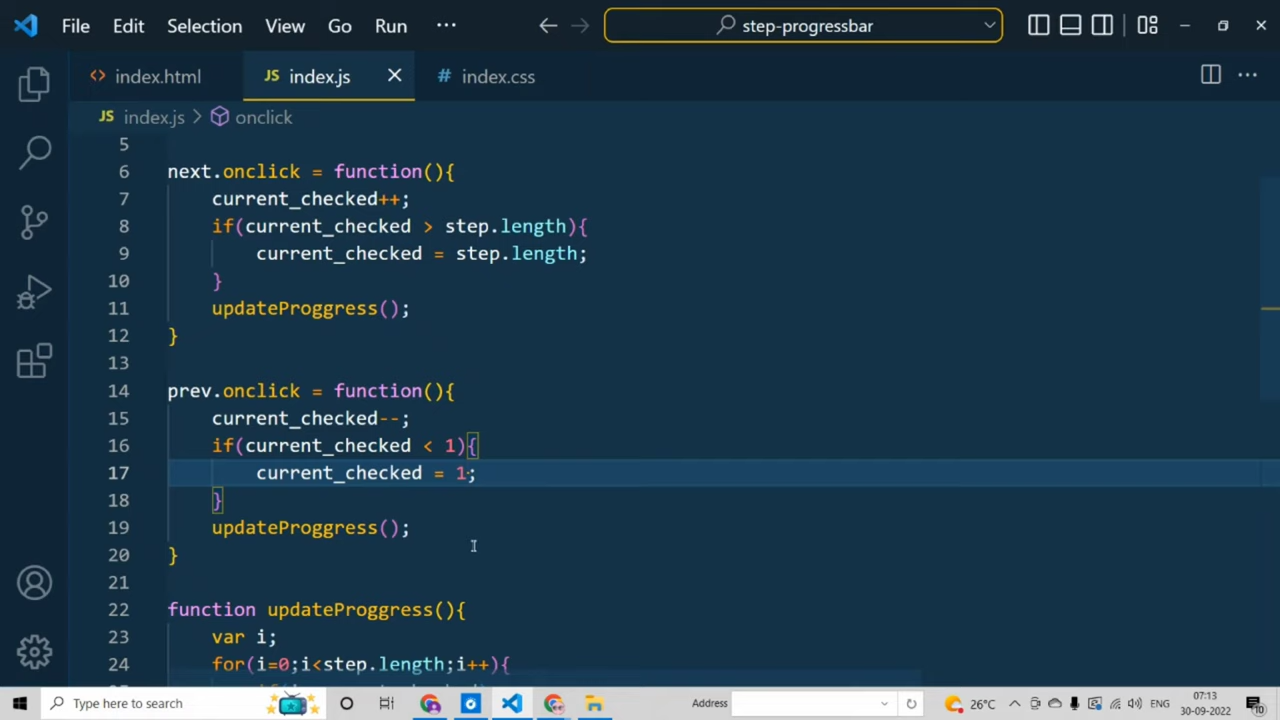 File Edit Selection View Go Run ··· step-progressbar
index.html JS index.js # index.css
JS index.js > onclick
5
6 next.onclick = function(){
7 current_checked++;
8 if(current_checked > step.length){
9 current_checked = step.length;
10 }
11 updateProggress();
12 }
13
14 prev.onclick = function(){
15 current_checked--;
16 if(current_checked < 1){
17 current_checked = 1;
18 }
19 updateProggress();
20 }
21
22 function updateProggress(){
23 var i;
24 for(i=0;i<step.length;i++){
Type here to search Address 26°C ENG 07:13
30-09-2022 10